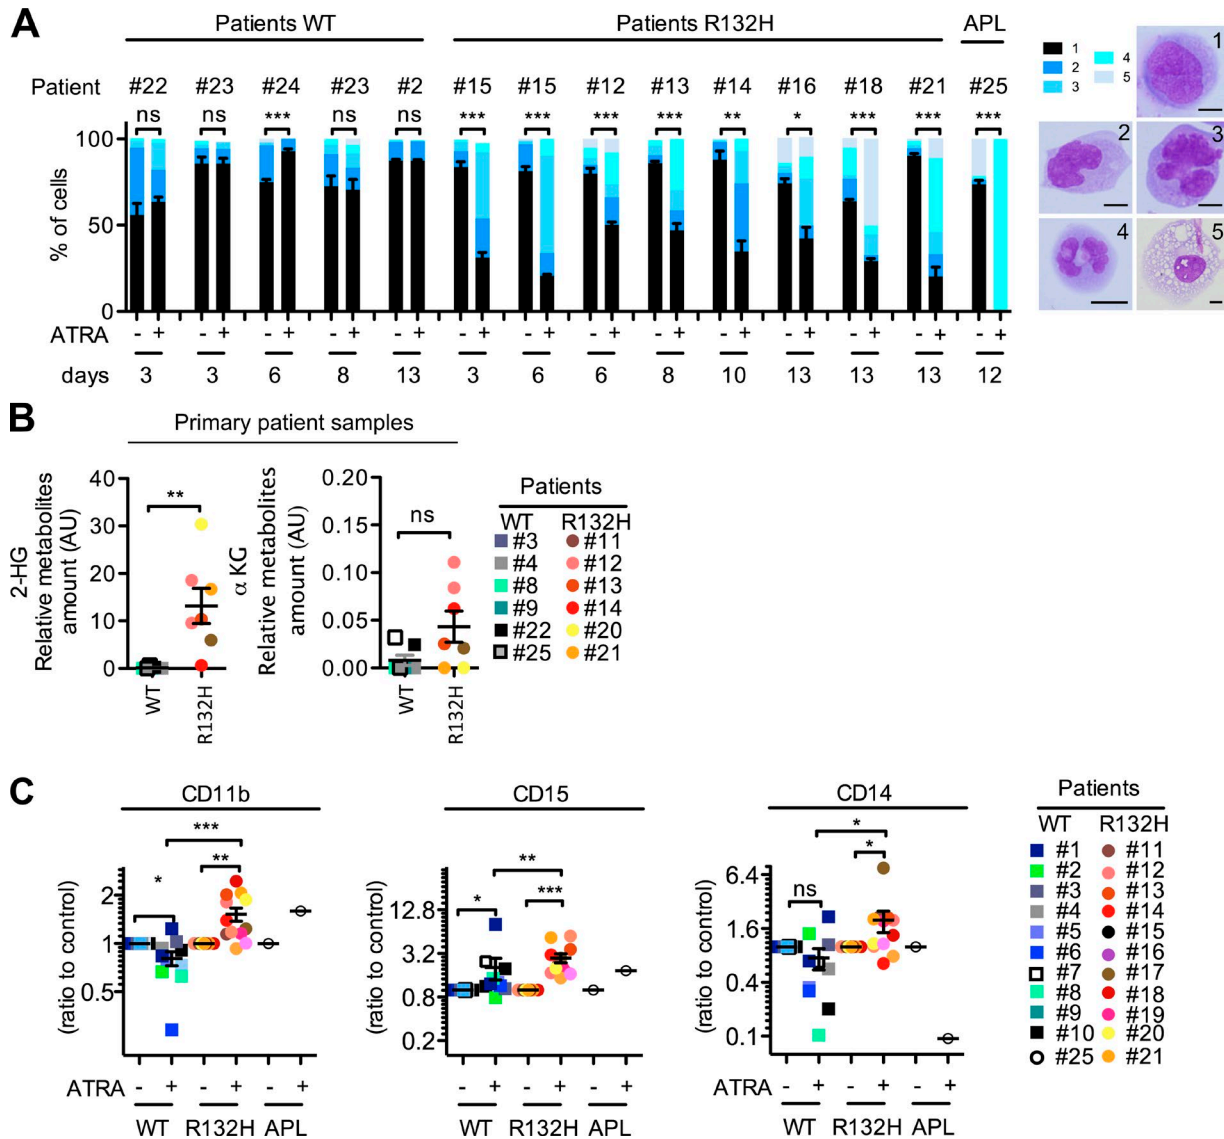 A
Patients WT
Patients R132H
APL
Patient #22 #23 #24 #23 #2 #15 #15 #12 #13 #14 #16 #18 #21 #25
ns ns *** ns ns *** *** *** *** ** * *** *** ***
% of cells
100
50
0
ATRA - + - + - + - + - + - + - + - + - + - + - + - + - + - +
days 3 3 6 8 13 3 6 6 8 10 13 13 13 12
1
2
3
4
5
1
2
3
4
5
B
Primary patient samples
2-HG
Relative metabolites
amount (AU)
40
30
20
10
0
**
WT
R132H
α KG
Relative metabolites
amount (AU)
0.20
0.15
0.10
0.05
0.00
ns
WT
R132H
Patients
WT R132H
#3 #11
#4 #12
#8 #13
#9 #14
#22 #20
#25 #21
C
CD11b
(ratio to control)
2
1
0.5
*
**
***
ATRA - + - + - +
WT R132H APL
CD15
(ratio to control)
12.8
3.2
0.8
0.2
*
***
**
- + - + - +
WT R132H APL
CD14
(ratio to control)
6.4
1.6
1.6
0.4
0.1
ns
*
*
ATRA - + - + - +
WT R132H APL
Patients
WT R132H
#1 #11
#2 #12
#3 #13
#4 #14
#5 #15
#6 #16
#7 #17
#8 #18
#9 #19
#10 #20
#25 #21